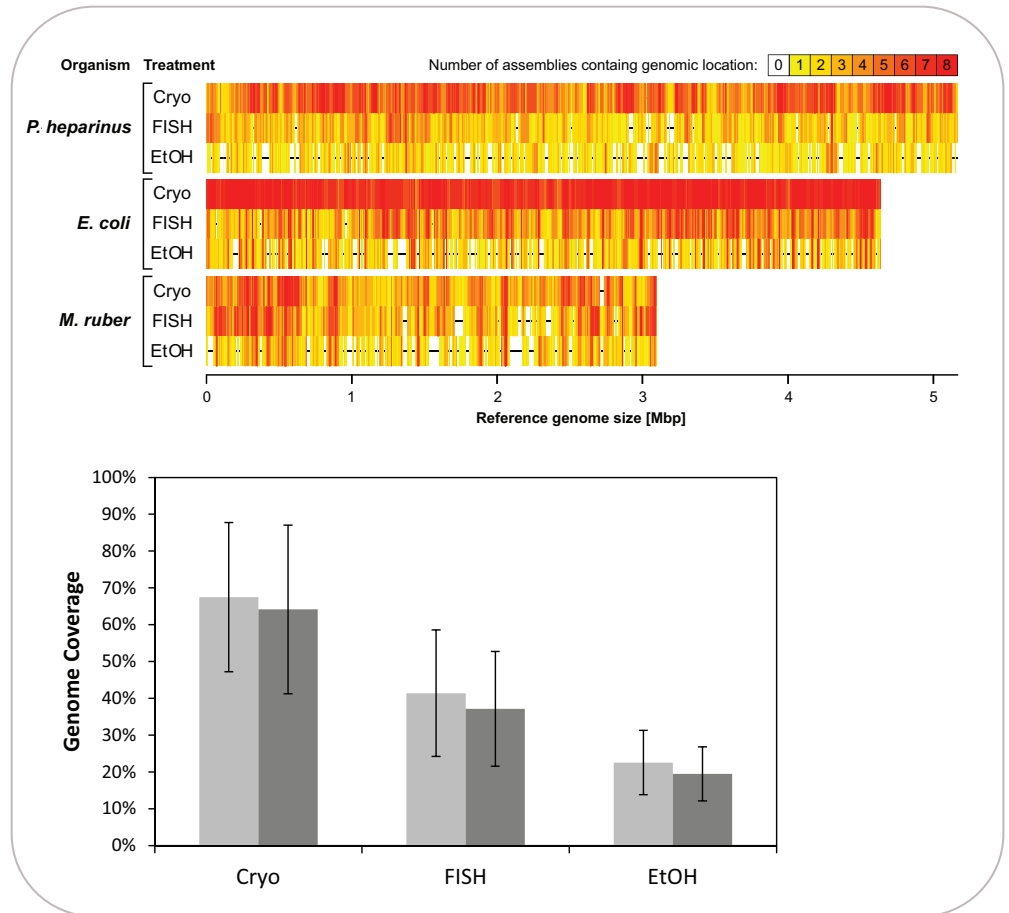 Organism Treatment Number of assemblies containg genomic location: 0 1 2 3 4 5 6 7 8
Cryo
P. heparinus FISH
EtOH
Cryo
E. coli FISH
EtOH
Cryo
M. ruber FISH
EtOH
0 1 2 3 4 5
Reference genome size [Mbp]
100%
90%
80%
70%
60%
50%
40%
30%
20%
10%
0%
Genome Coverage
Cryo FISH EtOH